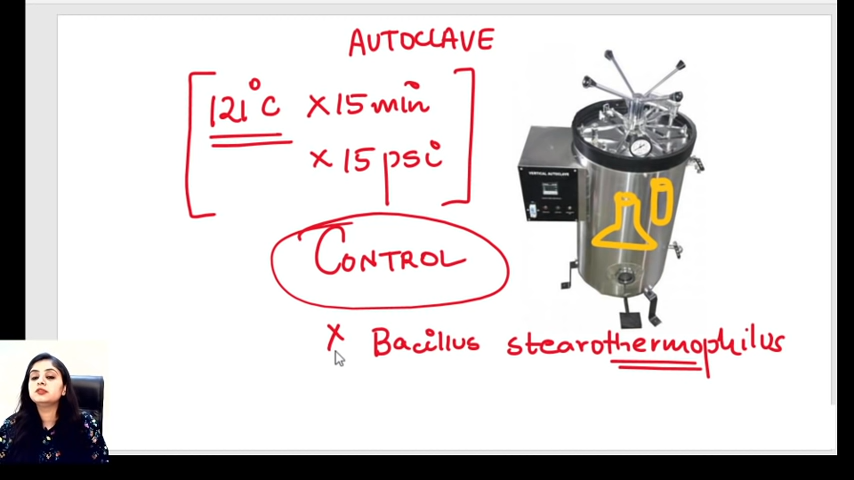 AUTOCLAVE
121°C × 15 min
× 15 psi
CONTROL
VERTICAL AUTOCLAVE
× Bacillus stearothermophilus